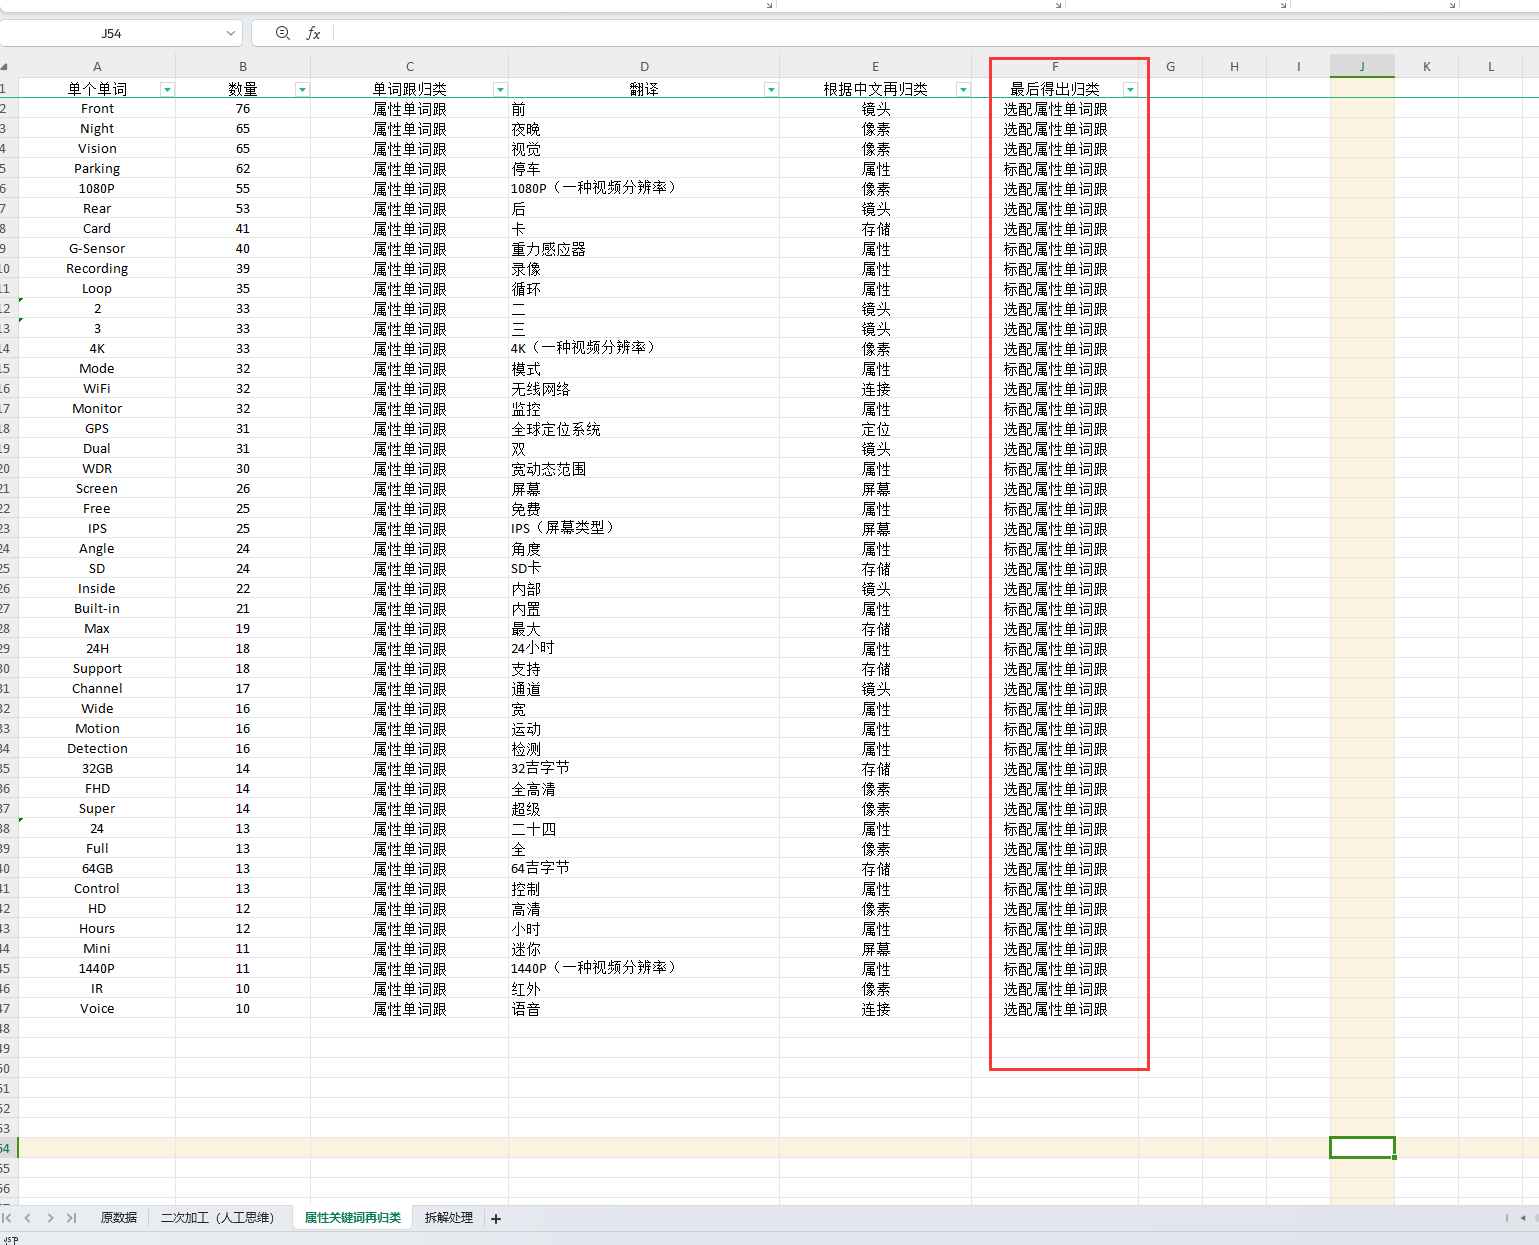 J54
fx
A B C D E F G H I J K L
1 单个单词 数量 单词跟归类 翻译 根据中文再归类 最后得出归类
2 Front 76 属性单词跟 前 镜头 选配属性单词跟
3 Night 65 属性单词跟 夜晚 像素 选配属性单词跟
4 Vision 65 属性单词跟 视觉 像素 选配属性单词跟
5 Parking 62 属性单词跟 停车 属性 标配属性单词跟
6 1080P 55 属性单词跟 1080P（一种视频分辨率） 像素 选配属性单词跟
7 Rear 53 属性单词跟 后 镜头 选配属性单词跟
8 Card 41 属性单词跟 卡 存储 选配属性单词跟
9 G-Sensor 40 属性单词跟 重力感应器 属性 标配属性单词跟
10 Recording 39 属性单词跟 录像 属性 标配属性单词跟
11 Loop 35 属性单词跟 循环 属性 标配属性单词跟
12 2 33 属性单词跟 二 镜头 选配属性单词跟
13 3 33 属性单词跟 三 镜头 选配属性单词跟
14 4K 33 属性单词跟 4K（一种视频分辨率） 像素 选配属性单词跟
15 Mode 32 属性单词跟 模式 属性 标配属性单词跟
16 WiFi 32 属性单词跟 无线网络 连接 选配属性单词跟
17 Monitor 32 属性单词跟 监控 属性 标配属性单词跟
18 GPS 31 属性单词跟 全球定位系统 定位 选配属性单词跟
19 Dual 31 属性单词跟 双 镜头 选配属性单词跟
20 WDR 30 属性单词跟 宽动态范围 属性 标配属性单词跟
21 Screen 26 属性单词跟 屏幕 屏幕 选配属性单词跟
22 Free 25 属性单词跟 免费 属性 标配属性单词跟
23 IPS 25 属性单词跟 IPS（屏幕类型） 屏幕 选配属性单词跟
24 Angle 24 属性单词跟 角度 属性 标配属性单词跟
25 SD 24 属性单词跟 SD卡 存储 选配属性单词跟
26 Inside 22 属性单词跟 内部 镜头 选配属性单词跟
27 Built-in 21 属性单词跟 内置 属性 标配属性单词跟
28 Max 19 属性单词跟 最大 存储 选配属性单词跟
29 24H 18 属性单词跟 24小时 属性 标配属性单词跟
30 Support 18 属性单词跟 支持 存储 选配属性单词跟
31 Channel 17 属性单词跟 通道 镜头 选配属性单词跟
32 Wide 16 属性单词跟 宽 属性 标配属性单词跟
33 Motion 16 属性单词跟 运动 属性 标配属性单词跟
34 Detection 16 属性单词跟 检测 属性 标配属性单词跟
35 32GB 14 属性单词跟 32吉字节 存储 选配属性单词跟
36 FHD 14 属性单词跟 全高清 像素 选配属性单词跟
37 Super 14 属性单词跟 超级 像素 选配属性单词跟
38 24 13 属性单词跟 二十四 属性 标配属性单词跟
39 Full 13 属性单词跟 全 像素 选配属性单词跟
40 64GB 13 属性单词跟 64吉字节 存储 选配属性单词跟
41 Control 13 属性单词跟 控制 属性 标配属性单词跟
42 HD 12 属性单词跟 高清 像素 选配属性单词跟
43 Hours 12 属性单词跟 小时 属性 标配属性单词跟
44 Mini 11 属性单词跟 迷你 屏幕 选配属性单词跟
45 1440P 11 属性单词跟 1440P（一种视频分辨率） 属性 标配属性单词跟
46 IR 10 属性单词跟 红外 像素 选配属性单词跟
47 Voice 10 属性单词跟 语音 连接 选配属性单词跟
48
49
50
51
52
53
54
55
56
原数据 二次加工（人工思维） 属性关键词再归类 拆解处理 +